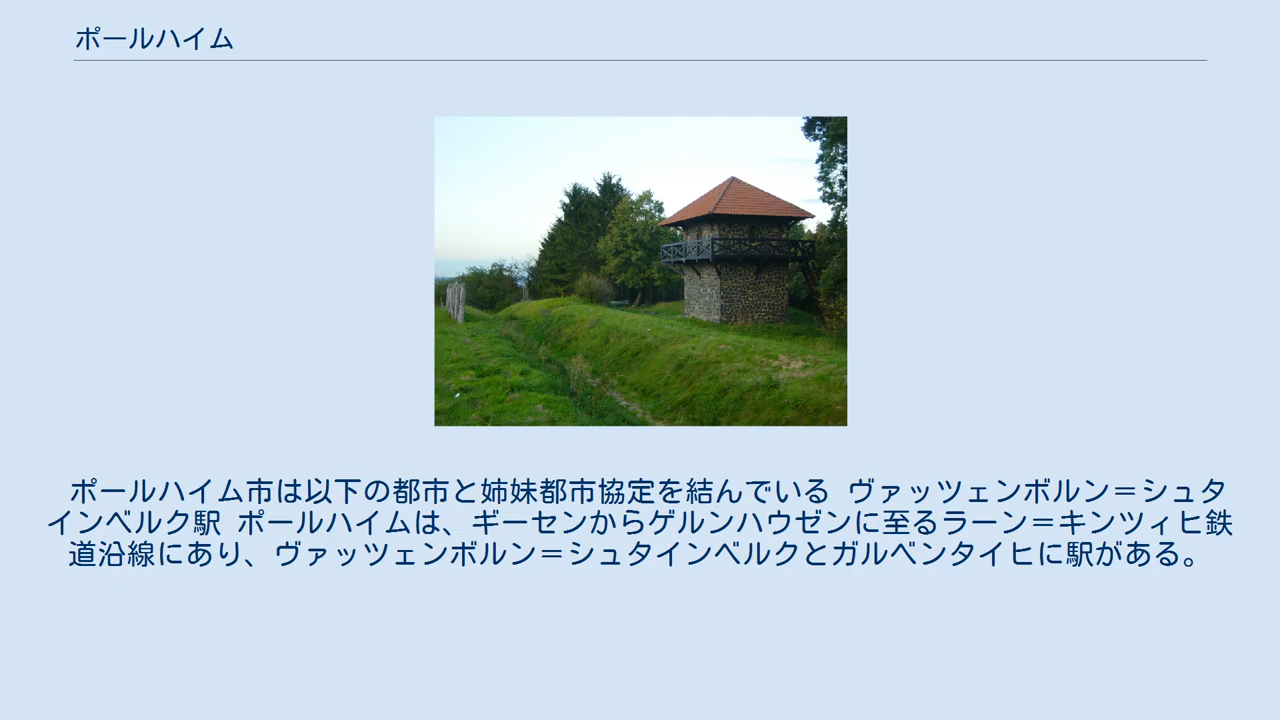 ポールハイム
ポールハイム市は以下の都市と姉妹都市協定を結んでいる ヴァッツェンボルン＝シュタ
インベルク駅 ポールハイムは、ギーセンからゲルンハウゼンに至るラーン＝キンツィヒ鉄
道沿線にあり、ヴァッツェンボルン＝シュタインベルクとガルベンタイヒに駅がある。